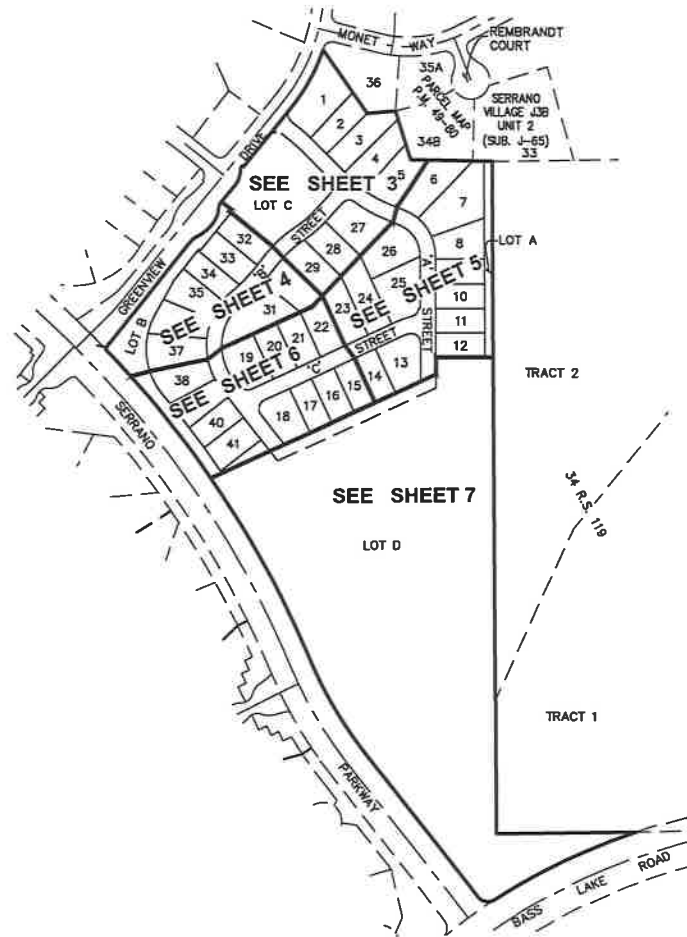 MONET WAY
REMBRANDT
COURT
36
35A
PARCEL MAP
P.M. 49-80
34B
SERRANO
VILLAGE J3B
UNIT 2
(SUB. J-65)
33
1
2
3
4
5
6
7
8
LOT A
10
11
12
DRIVE
GREENVIEW
SEE SHEET 3
LOT C
STREET
"B"
27
28
29
26
25
24
23
"A"
STREET
32
33
34
35
31
37
LOT B
SEE SHEET 4
SEE SHEET 5
22
21
20
19
38
SEE SHEET 6
"C"
STREET
13
14
15
16
17
18
40
41
SERRANO
PARKWAY
TRACT 2
SEE SHEET 7
LOT D
34 R.S. 119
TRACT 1
BASS LAKE ROAD